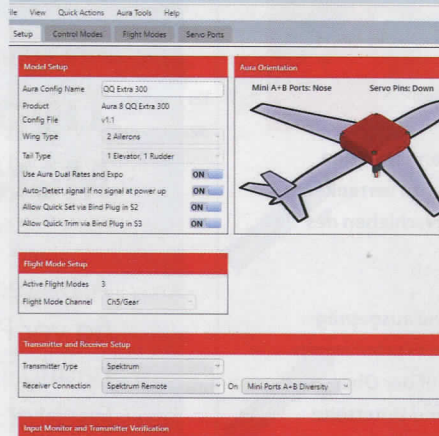 ile View Quick Actions Aura Tools Help
Setup Control Modes Flight Modes Servo Ports
Model Setup
Aura Config Name QQ Extra 300
Product Aura 8 QQ Extra 300
Config File v1.1
Wing Type 2 Ailerons
Tail Type 1 Elevator, 1 Rudder
Use Aura Dual Rates and Expo ON
Auto-Detect signal if no signal at power up ON
Allow Quick Set via Bind Plug in S2 ON
Allow Quick Trim via Bind Plug in S3 ON
Aura Orientation
Mini A+B Ports: Nose Servo Pins: Down
Flight Mode Setup
Active Flight Modes 3
Flight Mode Channel Ch5/Gear
Transmitter and Receiver Setup
Transmitter Type Spektrum
Receiver Connection Spektrum Remote On Mini Ports A+B Diversity
Input Monitor and Transmitter Verification